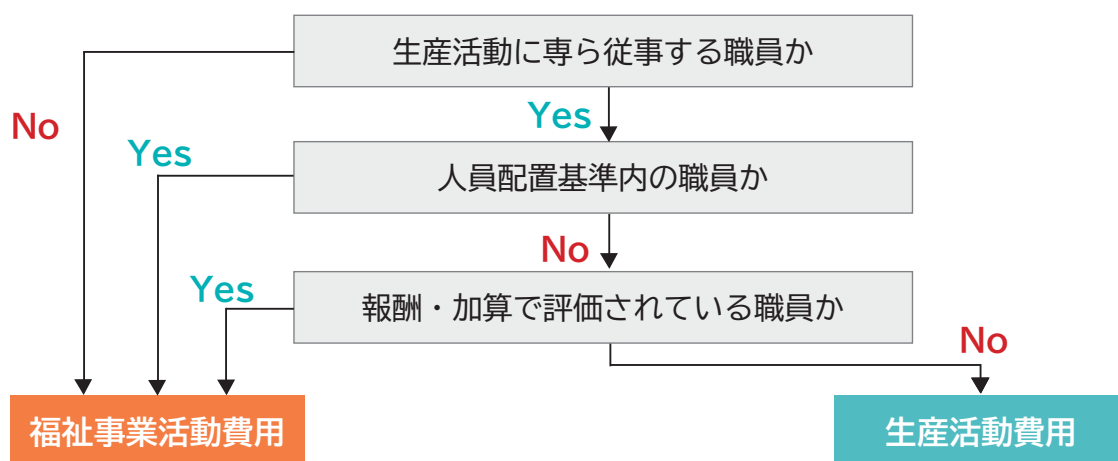 生産活動に専ら従事する職員か
No
Yes
Yes
人員配置基準内の職員か
No
Yes
報酬・加算で評価されている職員か
No
福祉事業活動費用
生産活動費用